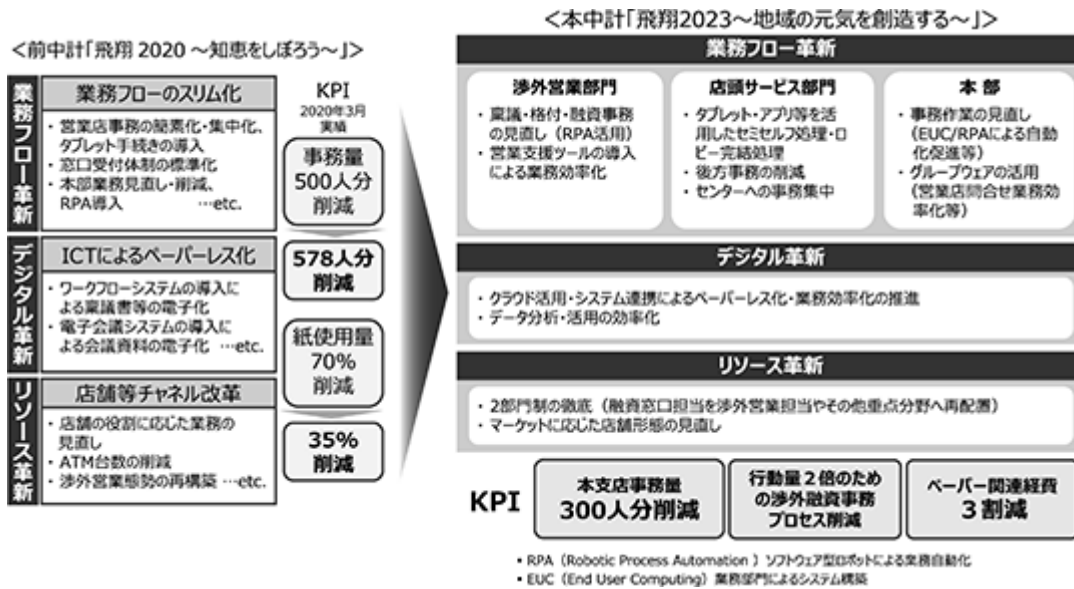 ＜前中計「飛翔 2020 ～知恵をしぼろう～」＞
業務フロー革新
業務フローのスリム化
・営業店事務の簡素化・集中化、
タブレット手続きの導入
・窓口受付体制の標準化
・本部業務見直し・削減、
RPA導入 …etc.
デジタル革新
ICTによるペーパーレス化
・ワークフローシステムの導入に
よる稟議書等の電子化
・電子会議システムの導入に
よる会議資料の電子化 …etc.
リソース革新
店舗等チャネル改革
・店舗の役割に応じた業務の
見直し
・ATM台数の削減
・渉外営業態勢の再構築 …etc.
KPI
2020年3月
実績
事務量
500人分
削減
578人分
削減
紙使用量
70%
削減
35%
削減
＜本中計「飛翔2023～地域の元気を創造する～」＞
業務フロー革新
渉外営業部門
・稟議・格付・融資事務
の見直し（RPA活用）
・営業支援ツールの導入
による業務効率化
店頭サービス部門
・タブレット・アプリ等を活
用したセミセルフ処理・ロ
ビー完結処理
・後方事務の削減
・センターへの事務集中
本 部
・事務作業の見直し
（EUC/RPAによる自動
化促進等）
・グループウェアの活用
（営業店問合せ業務効
率化等）
デジタル革新
・クラウド活用・システム連携によるペーパーレス化・業務効率化の推進
・データ分析・活用の効率化
リソース革新
・2部門制の徹底（融資窓口担当を渉外営業担当やその他重点分野へ再配置）
・マーケットに応じた店舗形態の見直し
KPI
本支店事務量
300人分削減
行動量２倍のため
の渉外融資事務
プロセス削減
ペーパー関連経費
３割減
・RPA（Robotic Process Automation ）ソフトウェア型ロボットによる業務自動化
・EUC（End User Computing）業務部門によるシステム構築